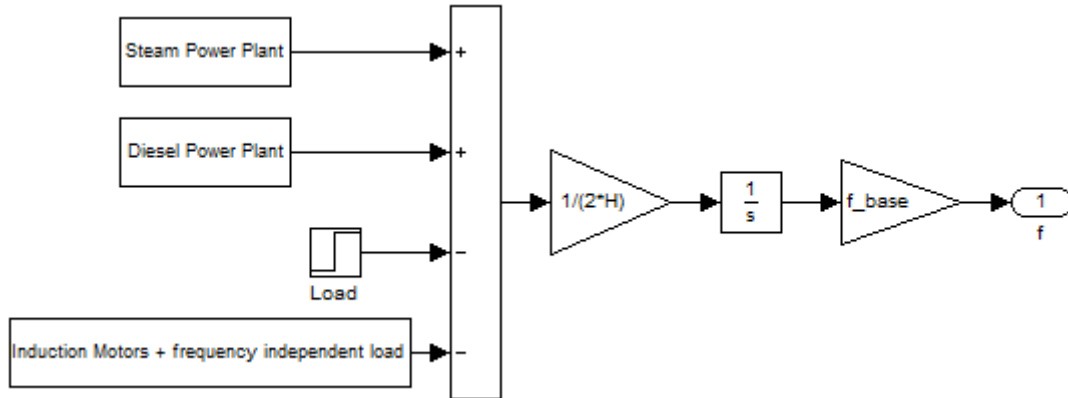 Steam Power Plant
+
Diesel Power Plant
+
1/(2*H)
1
s
f_base
1
f
−
Load
Induction Motors + frequency independent load
−